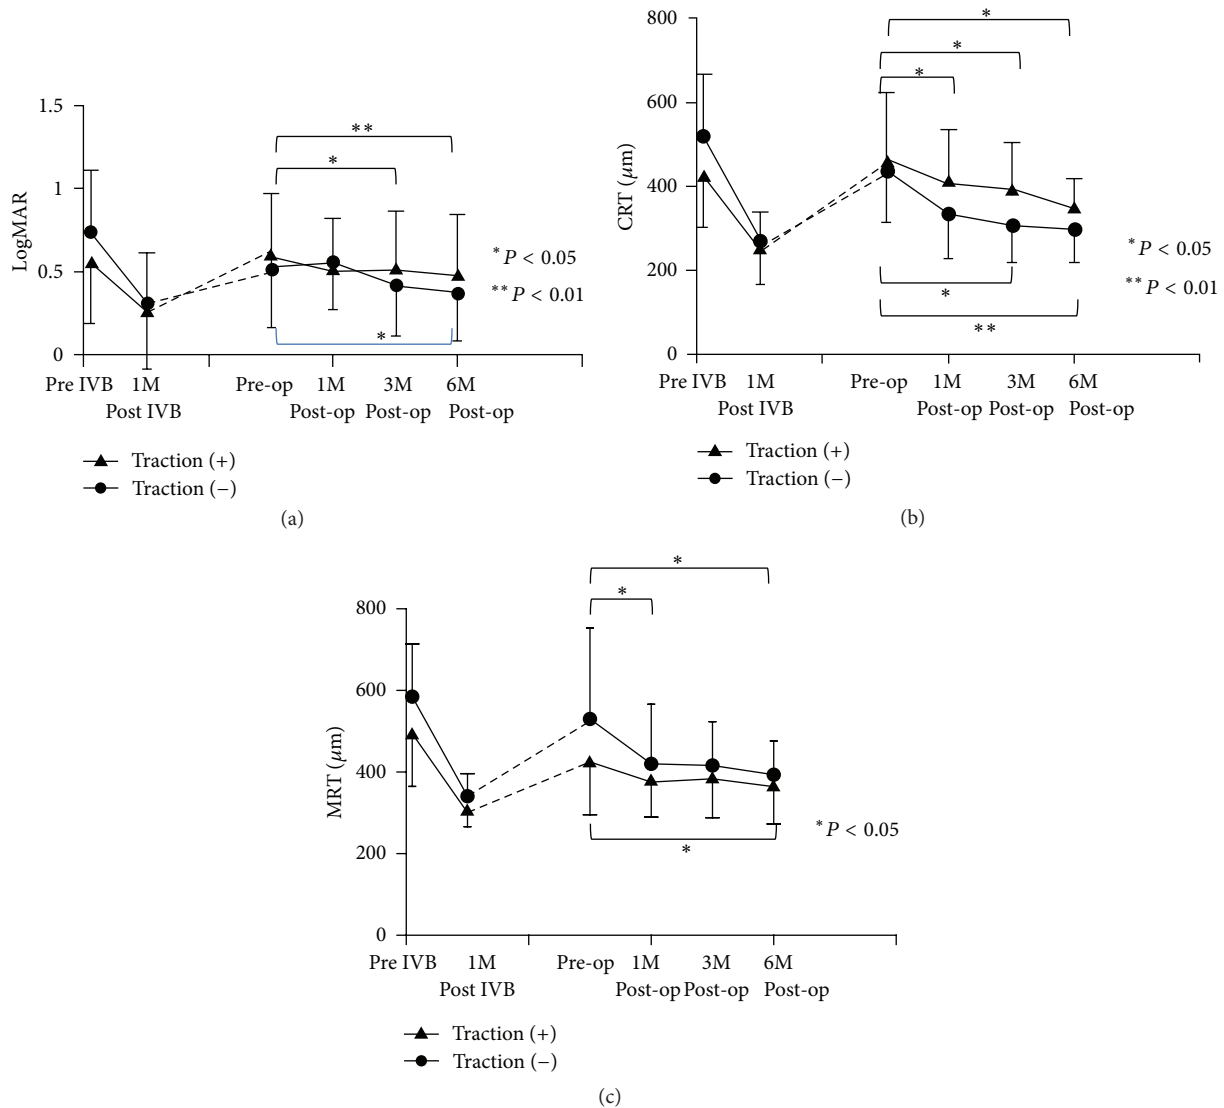 1.5
1
0.5
0
LogMAR
**
*
*
*P < 0.05
**P < 0.01
Pre IVB 1M Pre-op 1M 3M 6M
Post IVB Post-op Post-op Post-op
Traction (+)
Traction (−)
(a)
800
600
400
200
0
CRT (μm)
*
*
*
*
**
*P < 0.05
**P < 0.01
Pre IVB 1M Pre-op 1M 3M 6M
Post IVB Post-op Post-op Post-op
Traction (+)
Traction (−)
(b)
800
600
400
200
0
MRT (μm)
*
*
*
*P < 0.05
Pre IVB 1M Pre-op 1M 3M 6M
Post IVB Post-op Post-op Post-op
Traction (+)
Traction (−)
(c)